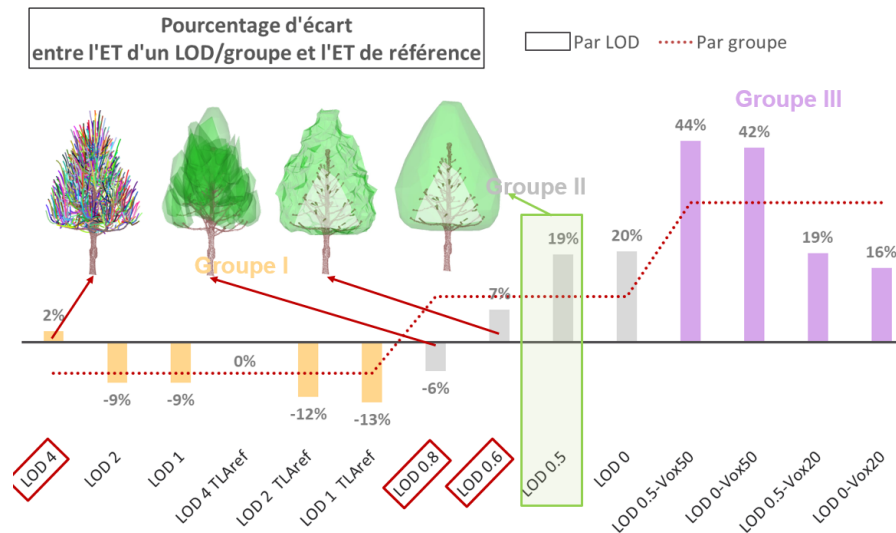 Pourcentage d'écart
entre l'ET d'un LOD/groupe et l'ET de référence
Par LOD
Par groupe
Groupe III
44%
42%
Groupe II
19%
20%
19%
16%
Groupe I
7%
2%
0%
-6%
-9%
-9%
-12%
-13%
LOD 4
LOD 2
LOD 1
LOD 4 TLAref
LOD 2 TLAref
LOD 1 TLAref
LOD 0.8
LOD 0.6
LOD 0.5
LOD 0
LOD 0.5-Vox50
LOD 0-Vox50
LOD 0.5-Vox20
LOD 0-Vox20